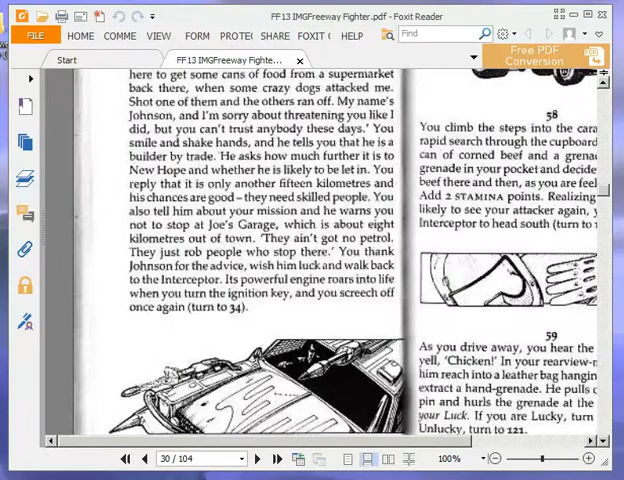 FF13 IMGFreeway Fighter.pdf - Foxit Reader
FILE HOME COMME VIEW FORM PROTE SHARE FOXIT C HELP Find
Free PDF
Conversion
Start FF13 IMGFreeway Fighte...
here to get some cans of food from a supermarket
back there, when some crazy dogs attacked me.
Shot one of them and the others ran off. My name's
Johnson, and I'm sorry about threatening you like I
did, but you can't trust anybody these days.' You
smile and shake hands, and he tells you that he is a
builder by trade. He asks how much further it is to
New Hope and whether he is likely to be let in. You
reply that it is only another fifteen kilometres and
his chances are good – they need skilled people. You
also tell him about your mission and he warns you
not to stop at Joe's Garage, which is about eight
kilometres out of town. 'They ain't got no petrol.
They just rob people who stop there.' You thank
Johnson for the advice, wish him luck and walk back
to the Interceptor. Its powerful engine roars into life
when you turn the ignition key, and you screech off
once again (turn to 34).
58
You climb the steps into the cara
rapid search through the cupboard
can of corned beef and a grena
grenade in your pocket and decide
beef there and then, as you are feel
Add 2 STAMINA points. Realizing
likely to see your attacker again, y
Interceptor to head south (turn to
59
As you drive away, you hear the
yell, 'Chicken!' In your rearview-
him reach into a leather bag hangin
extract a hand-grenade. He pulls
pin and hurls the grenade at the
your Luck. If you are Lucky, turn
Unlucky, turn to 121.
30 / 104 100%